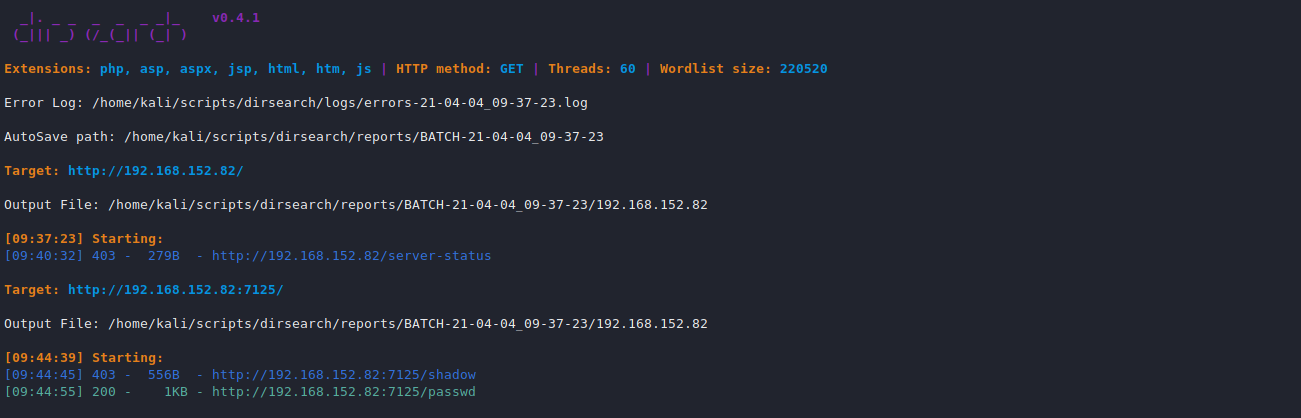 _|. _ _  _  _  _ _|_    v0.4.1
(_||| _) (/_(_|| (_| )
Extensions: php, asp, aspx, jsp, html, htm, js | HTTP method: GET | Threads: 60 | Wordlist size: 220520
Error Log: /home/kali/scripts/dirsearch/logs/errors-21-04-04_09-37-23.log
AutoSave path: /home/kali/scripts/dirsearch/reports/BATCH-21-04-04_09-37-23
Target: http://192.168.152.82/
Output File: /home/kali/scripts/dirsearch/reports/BATCH-21-04-04_09-37-23/192.168.152.82
[09:37:23] Starting:
[09:40:32] 403 -  279B  - http://192.168.152.82/server-status
Target: http://192.168.152.82:7125/
Output File: /home/kali/scripts/dirsearch/reports/BATCH-21-04-04_09-37-23/192.168.152.82
[09:44:39] Starting:
[09:44:45] 403 -  556B  - http://192.168.152.82:7125/shadow
[09:44:55] 200 -    1KB - http://192.168.152.82:7125/passwd